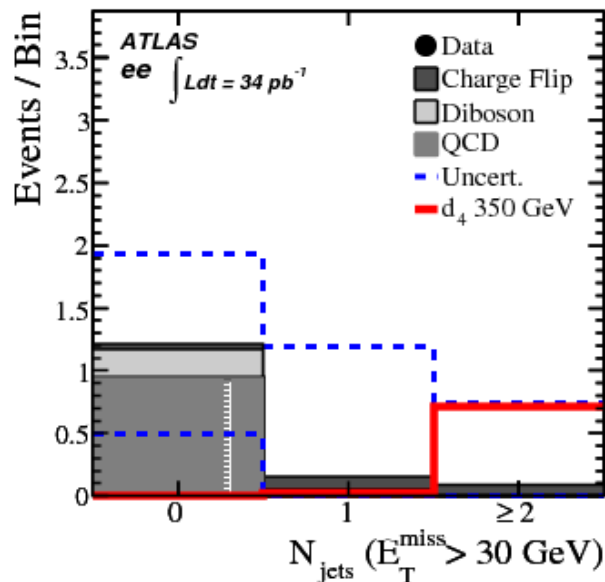 ATLAS
ee ∫ Ldt = 34 pb⁻¹
Data
Charge Flip
Diboson
QCD
Uncert.
d₄ 350 GeV
Events / Bin
3.5
3
2.5
2
1.5
1
0.5
0
0 1 ≥ 2
N_jets (E_T^miss > 30 GeV)